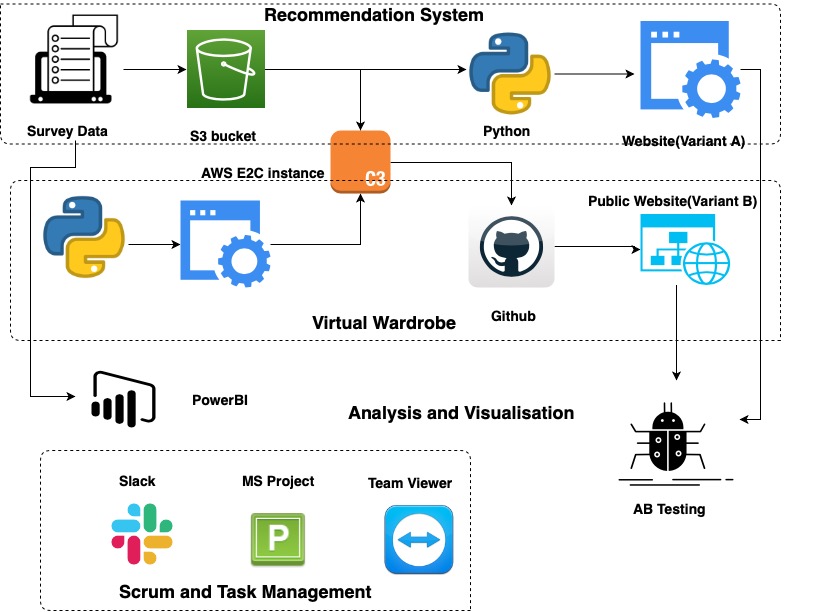 Recommendation System
Survey Data
S3 bucket
Python
Website(Variant A)
AWS E2C instance
C3
Public Website(Variant B)
Github
Virtual Wardrobe
PowerBI
Analysis and Visualisation
AB Testing
Slack
MS Project
Team Viewer
P
Scrum and Task Management